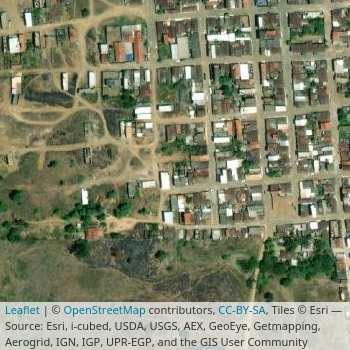 Leaflet | © OpenStreetMap contributors, CC-BY-SA, Tiles © Esri —
Source: Esri, i-cubed, USDA, USGS, AEX, GeoEye, Getmapping,
Aerogrid, IGN, IGP, UPR-EGP, and the GIS User Community